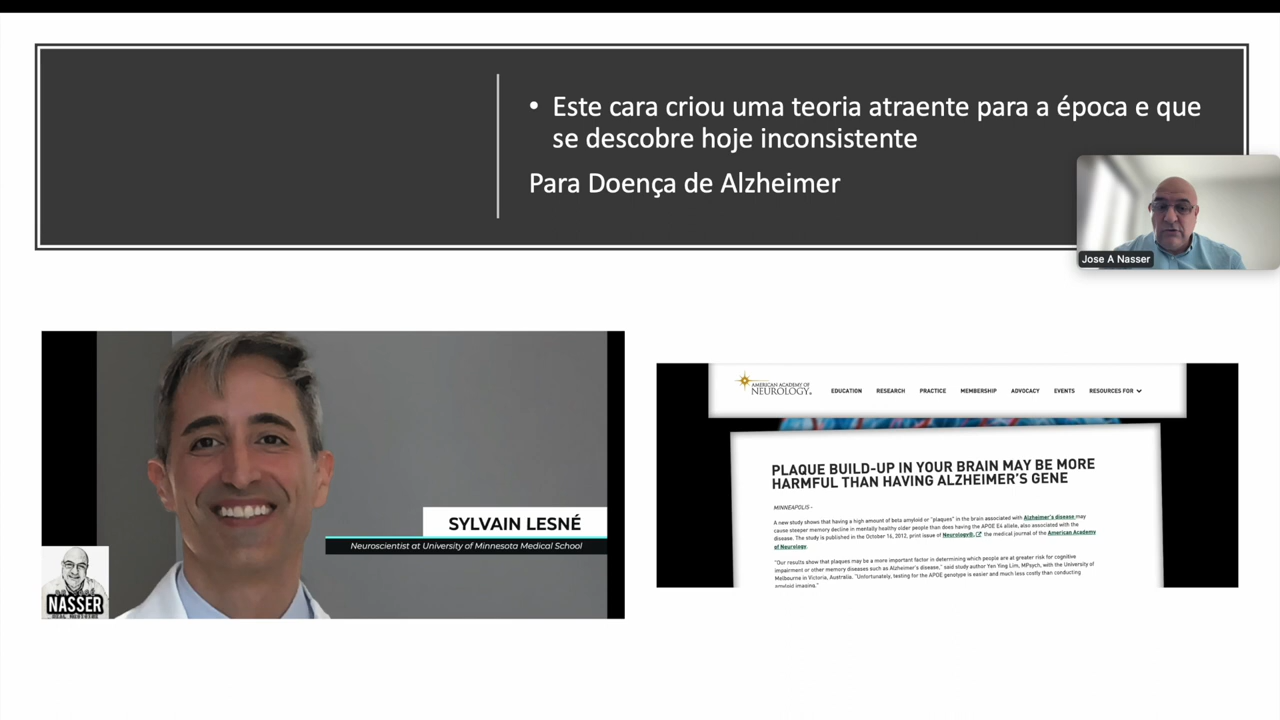 • Este cara criou uma teoria atraente para a época e que
se descobre hoje inconsistente
Para Doença de Alzheimer
Jose A Nasser
SYLVAIN LESNÉ
Neuroscientist at University of Minnesota Medical School
NASSER
AMERICAN ACADEMY OF
NEUROLOGY®
EDUCATION RESEARCH PRACTICE MEMBERSHIP ADVOCACY EVENTS RESOURCES FOR
PLAQUE BUILD-UP IN YOUR BRAIN MAY BE MORE
HARMFUL THAN HAVING ALZHEIMER'S GENE
MINNEAPOLIS -
A new study shows that having a high amount of beta amyloid or "plaques" in the brain associated with Alzheimer's disease may
cause steeper memory decline in mentally healthy older people than does having the APOE Ɛ4 allele, also associated with the
disease. The study is published in the October 16, 2012, print issue of Neurology®, the medical journal of the American Academy
of Neurology.
"Our results show that plaques may be a more important factor in determining which people are at greater risk for cognitive
impairment or other memory diseases such as Alzheimer's disease," said study author Yen Ying Lim, MPsych, with the University of
Melbourne in Victoria, Australia. "Unfortunately, testing for the APOE genotype is easier and much less costly than conducting
amyloid imaging."